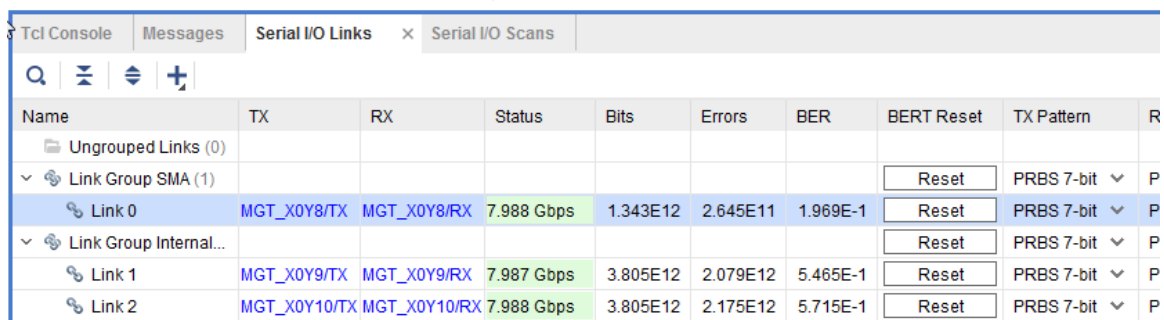 Tcl Console Messages Serial I/O Links × Serial I/O Scans
Name TX RX Status Bits Errors BER BERT Reset TX Pattern R
Ungrouped Links (0)
Link Group SMA (1) Reset PRBS 7-bit P
Link 0 MGT_X0Y8/TX MGT_X0Y8/RX 7.988 Gbps 1.343E12 2.645E11 1.969E-1 Reset PRBS 7-bit P
Link Group Internal... Reset PRBS 7-bit P
Link 1 MGT_X0Y9/TX MGT_X0Y9/RX 7.987 Gbps 3.805E12 2.079E12 5.465E-1 Reset PRBS 7-bit P
Link 2 MGT_X0Y10/TX MGT_X0Y10/RX 7.988 Gbps 3.805E12 2.175E12 5.715E-1 Reset PRBS 7-bit P